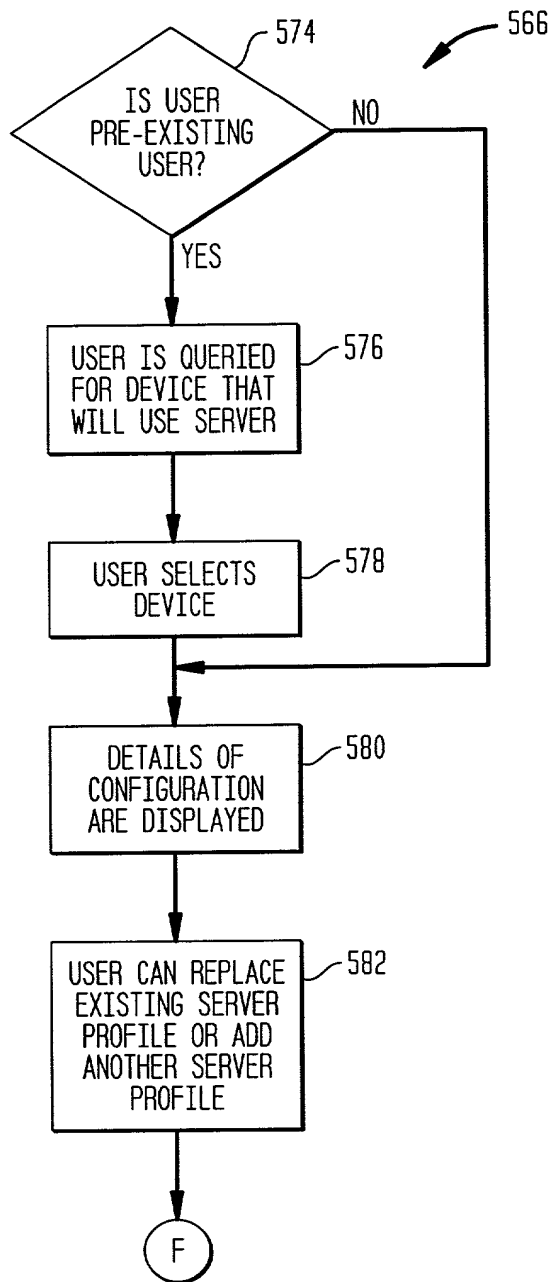 574
566
IS USER
PRE-EXISTING
USER?
NO
YES
USER IS QUERIED
FOR DEVICE THAT
WILL USE SERVER
576
USER SELECTS
DEVICE
578
DETAILS OF
CONFIGURATION
ARE DISPLAYED
580
USER CAN REPLACE
EXISTING SERVER
PROFILE OR ADD
ANOTHER SERVER
PROFILE
582
F